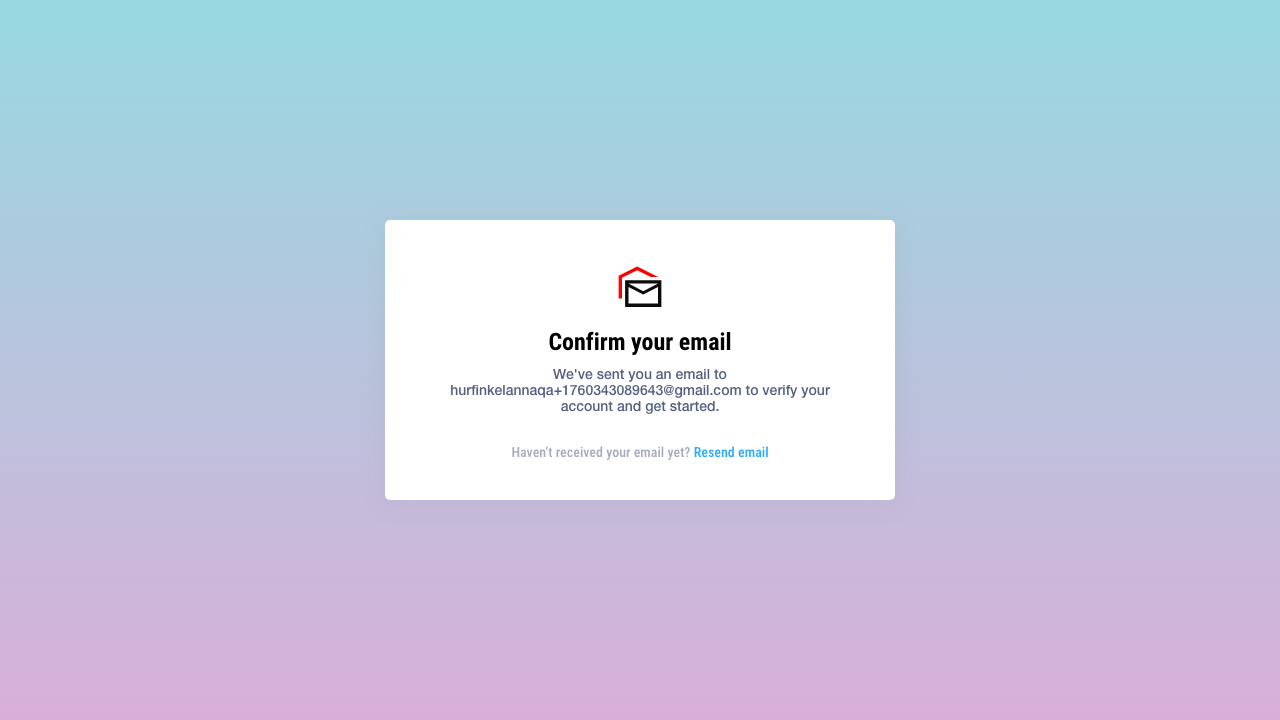 Confirm your email
We've sent you an email to
hurfinkelannaqa+1760343089643@gmail.com to verify your
account and get started.
Haven't received your email yet? Resend email